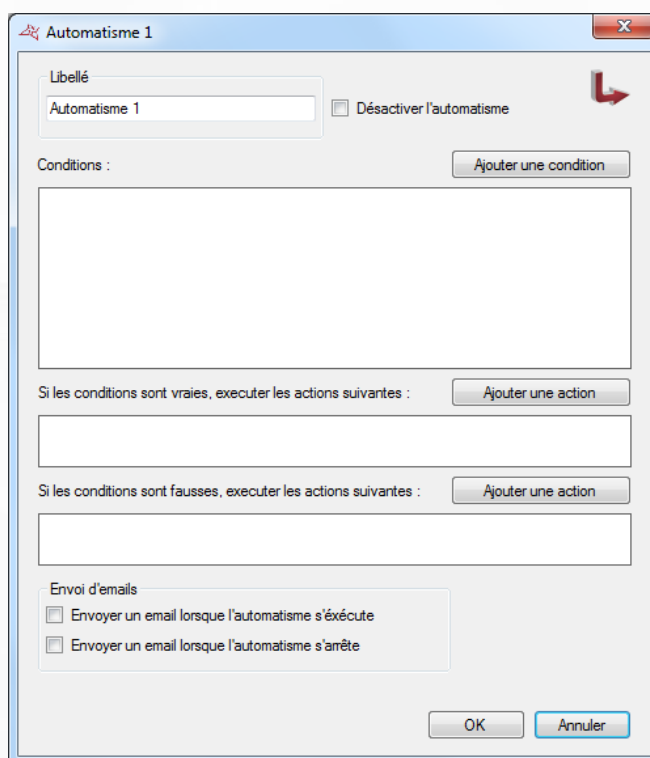 Automatisme 1
Libellé
Automatisme 1
Désactiver l'automatisme
Conditions :
Ajouter une condition
Si les conditions sont vraies, executer les actions suivantes :
Ajouter une action
Si les conditions sont fausses, executer les actions suivantes :
Ajouter une action
Envoi d'emails
Envoyer un email lorsque l'automatisme s'éxécute
Envoyer un email lorsque l'automatisme s'arrête
OK
Annuler